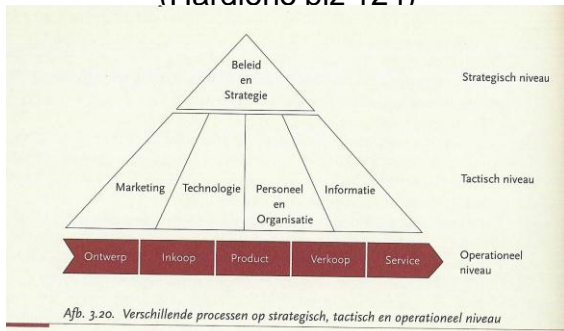 Beleid
en
Strategie
Strategisch niveau
Marketing
Technologie
Personeel
en
Organisatie
Informatie
Tactisch niveau
Ontwerp
Inkoop
Product
Verkoop
Service
Operationeel
niveau
Afb. 3.20. Verschillende processen op strategisch, tactisch en operationeel niveau